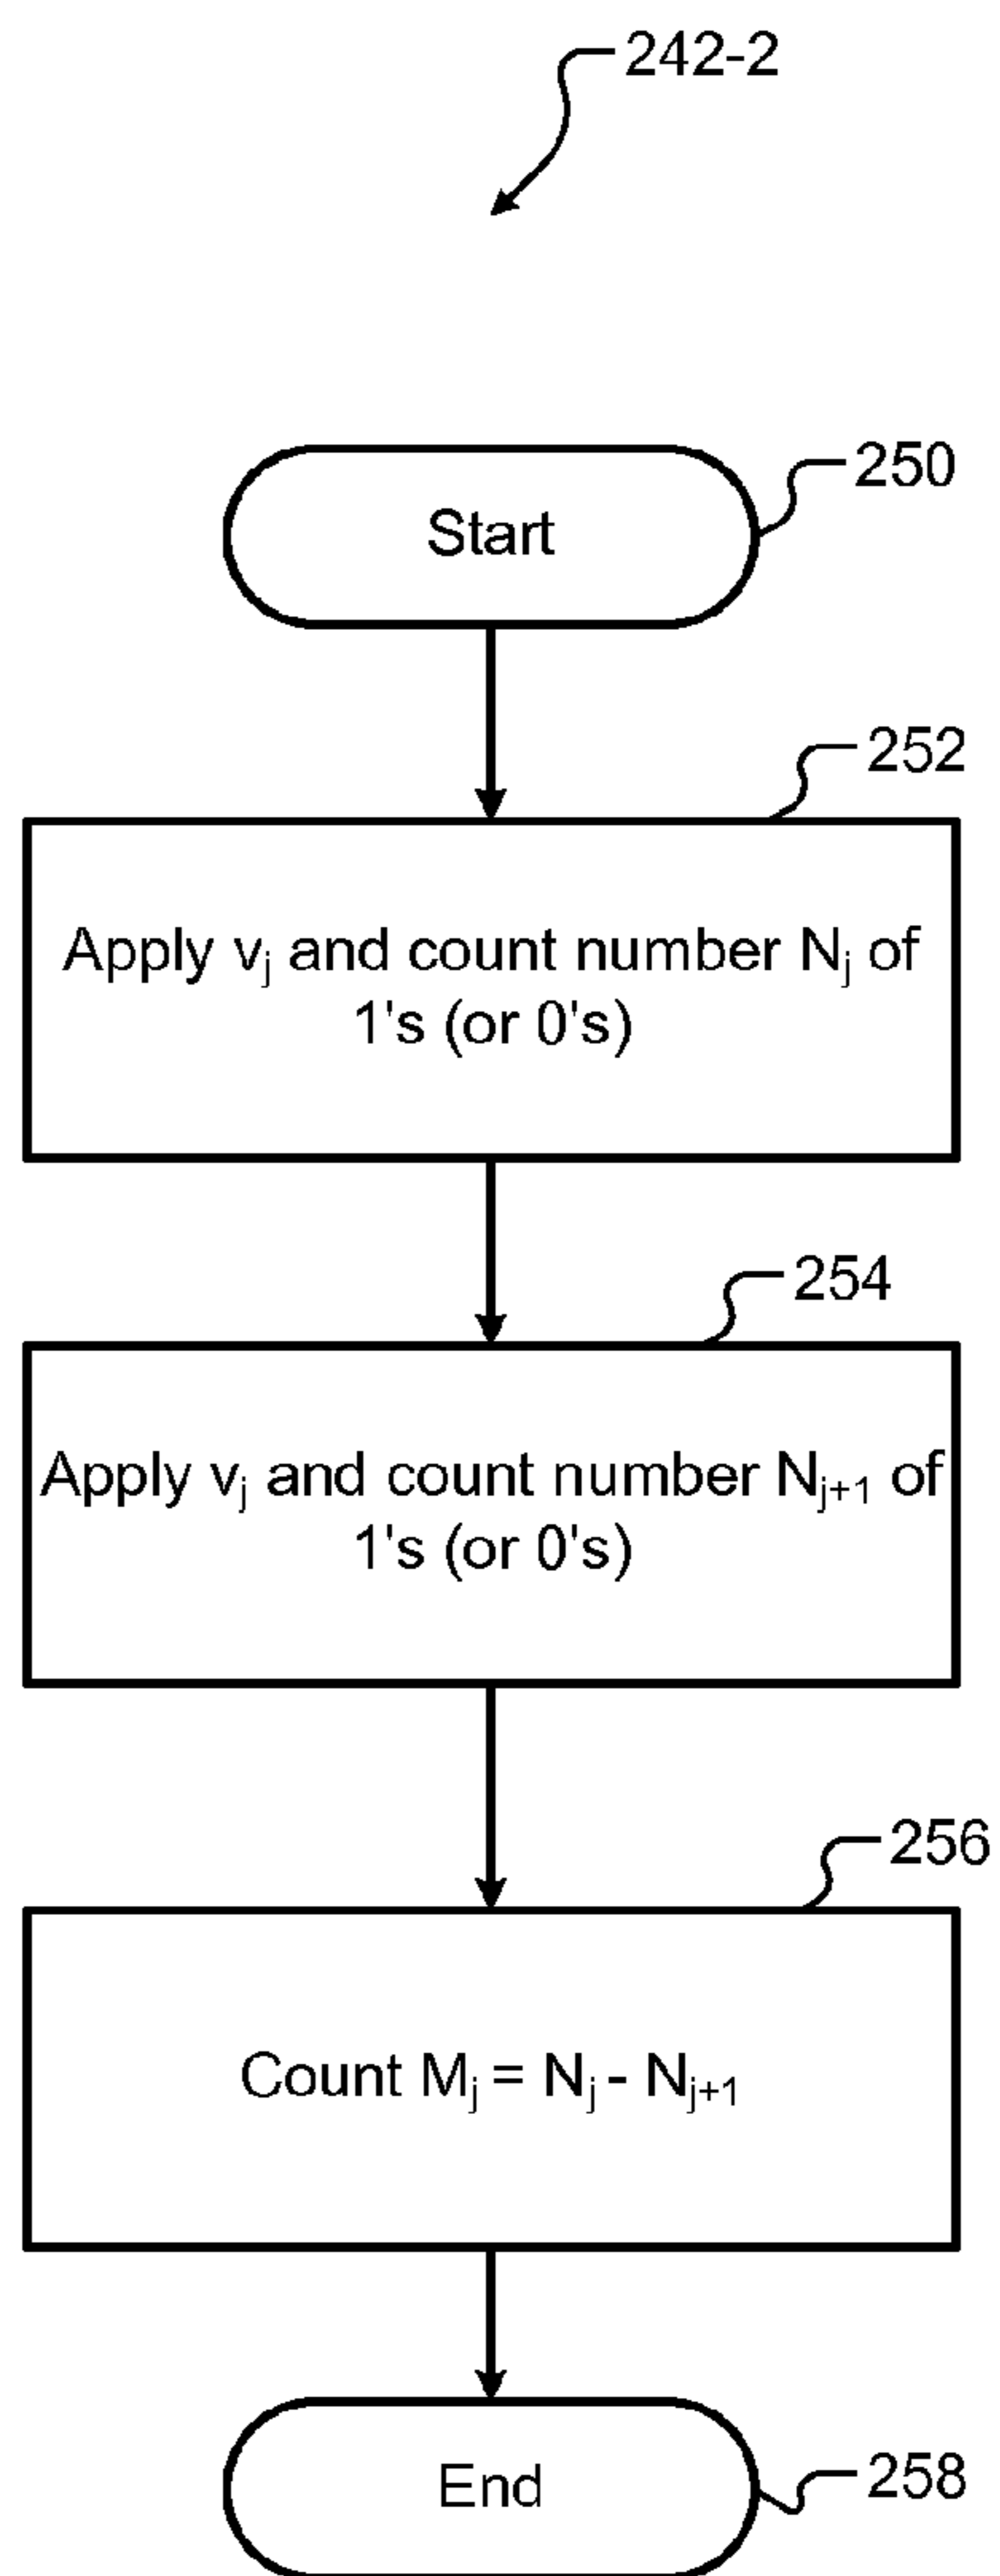 242-2
250
Start
252
Apply vⱼ and count number Nⱼ of
1's (or 0's)
254
Apply vⱼ and count number Nⱼ₊₁ of
1's (or 0's)
256
Count Mⱼ = Nⱼ - Nⱼ₊₁
End
258